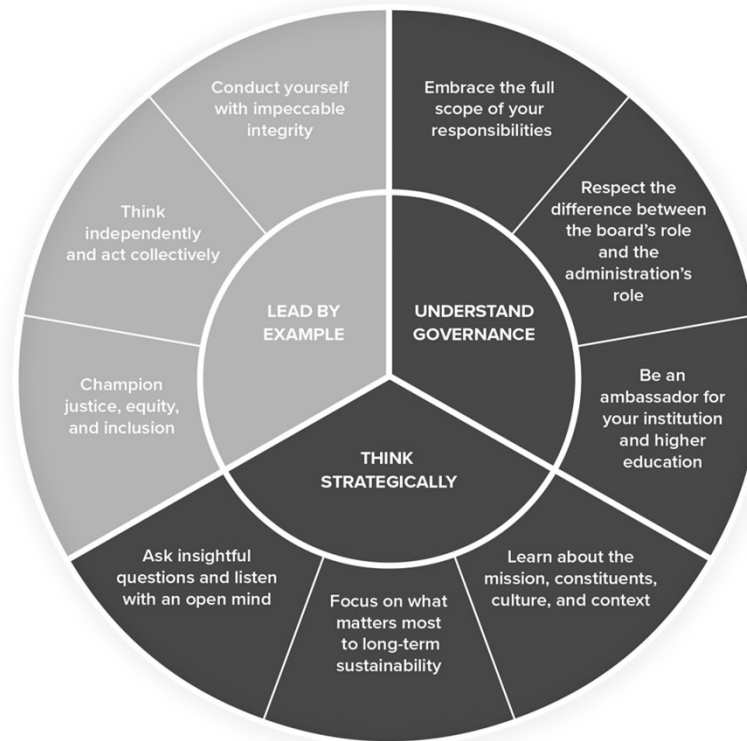 Conduct yourself
with impeccable
integrity
Embrace the full
scope of your
responsibilities
Think
independently
and act collectively
Respect the
difference between
the board’s role
and the
administration’s
role
LEAD BY
EXAMPLE
UNDERSTAND
GOVERNANCE
Champion
justice, equity,
and inclusion
Be an
ambassador for
your institution
and higher
education
THINK
STRATEGICALLY
Ask insightful
questions and listen
with an open mind
Focus on what
matters most
to long-term
sustainability
Learn about the
mission, constituents,
culture, and context